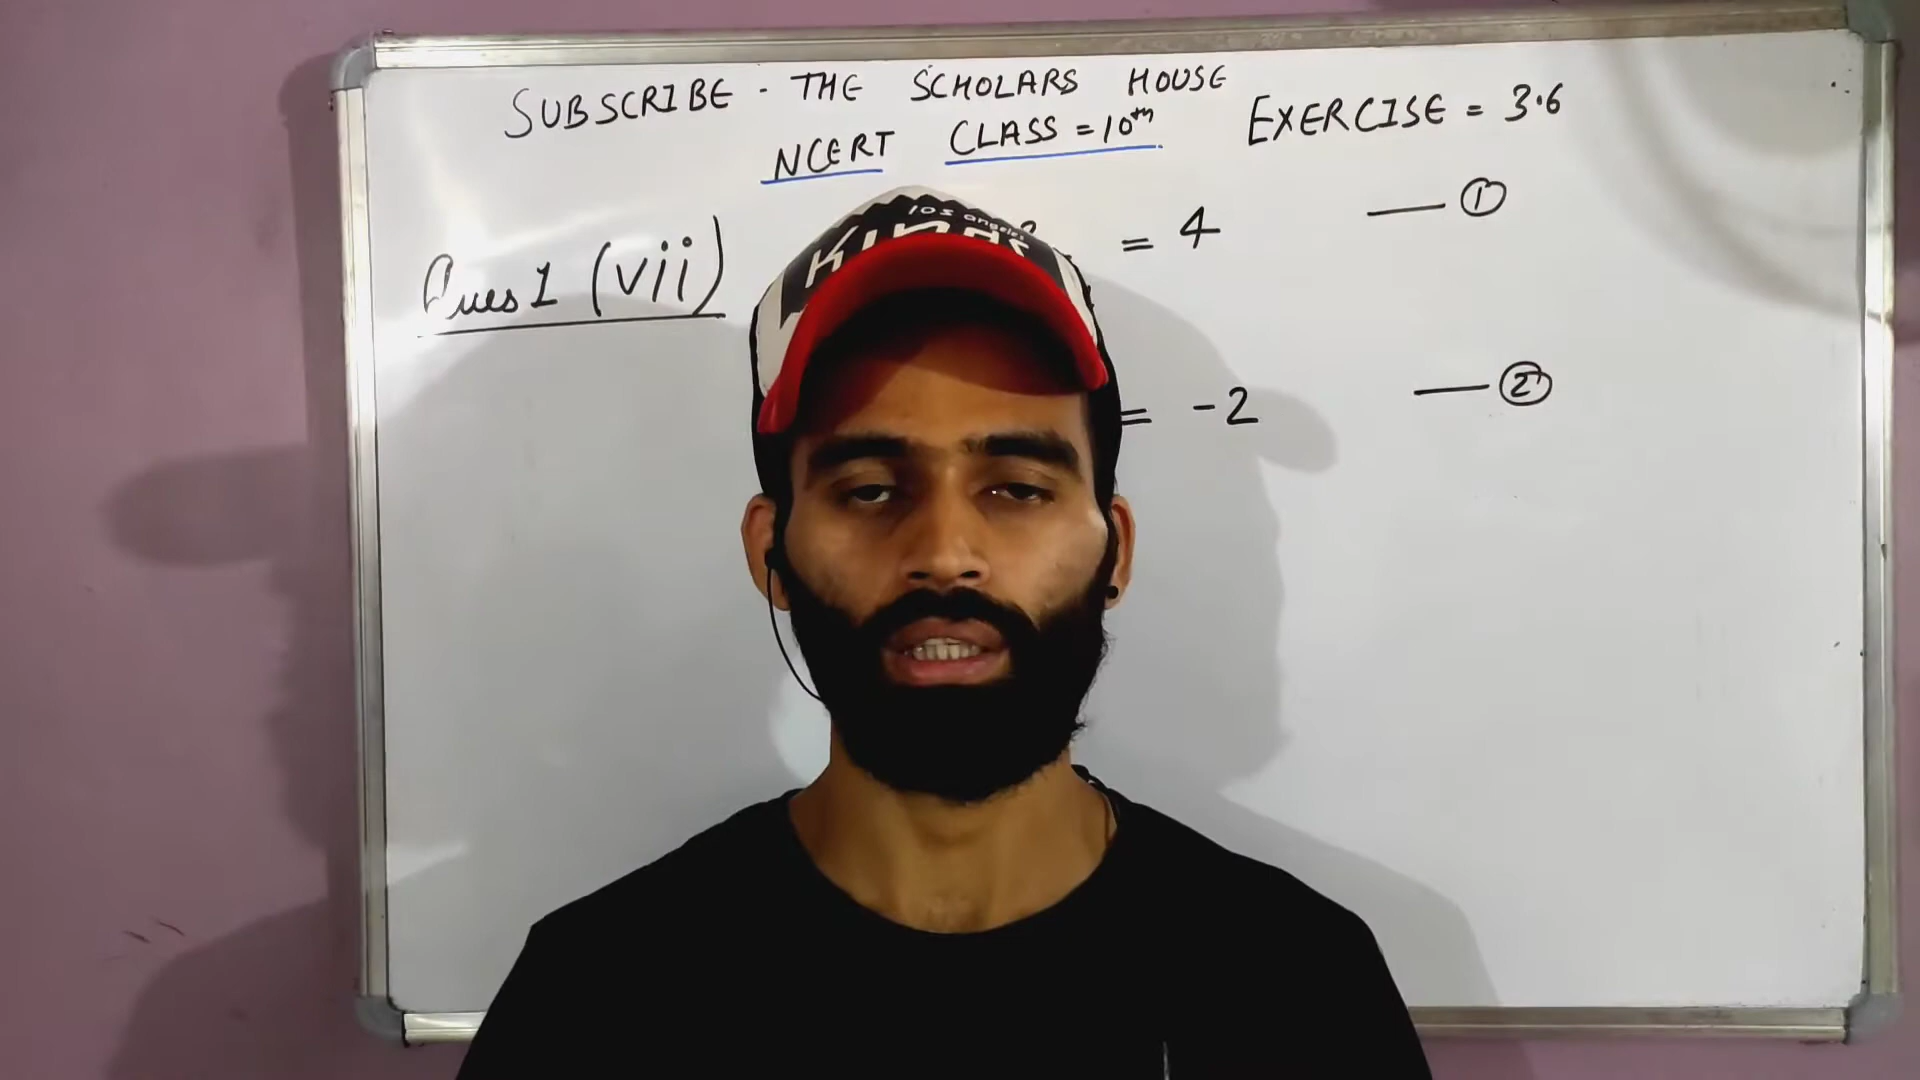 SUBSCRIBE - THE SCHOLARS HOUSE
NCERT CLASS = 10th EXERCISE = 3.6
Ques 1 (vii) = 4 — ①
= -2 — ②
los angeles
KINGS